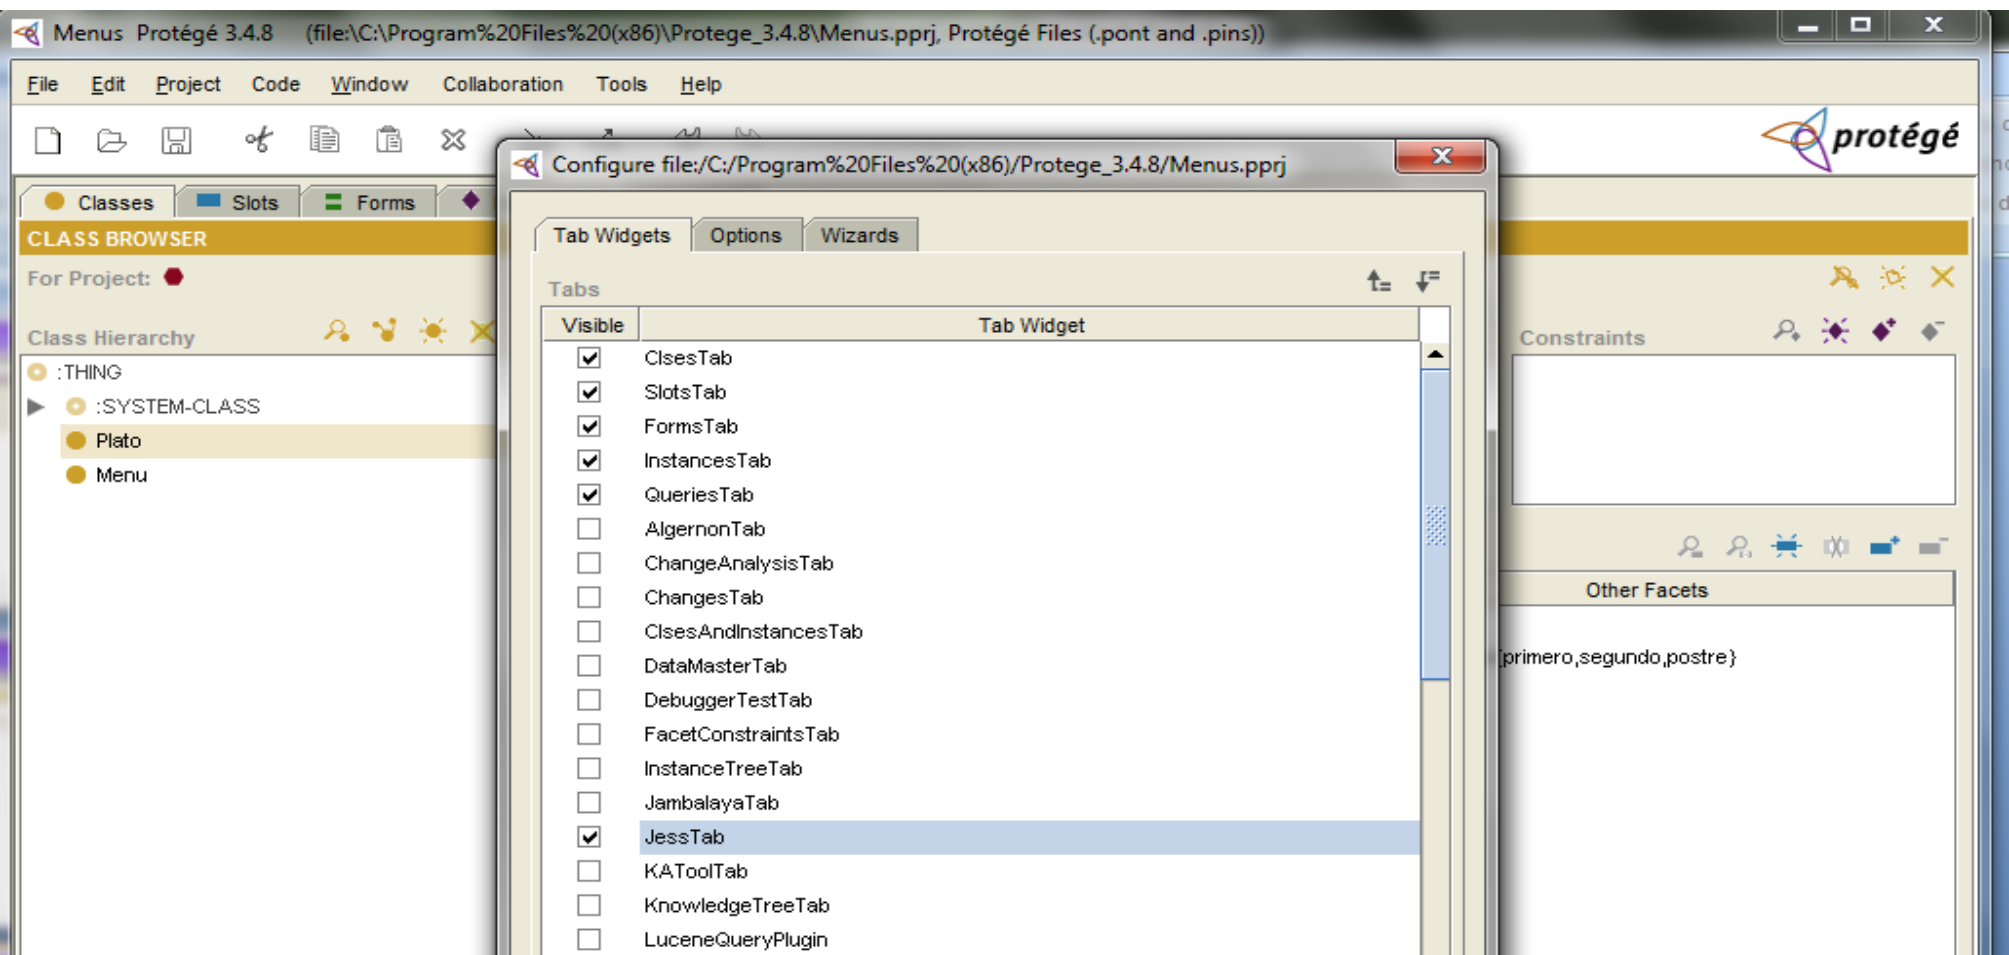 Menus Protégé 3.4.8 (file:\C:\Program%20Files%20(x86)\Protege_3.4.8\Menus.pprj, Protégé Files (.pont and .pins))
File Edit Project Code Window Collaboration Tools Help
protégé
Configure file:/C:/Program%20Files%20(x86)/Protege_3.4.8/Menus.pprj
Classes Slots Forms
CLASS BROWSER
For Project:
Class Hierarchy
:THING
:SYSTEM-CLASS
Plato
Menu
Tab Widgets Options Wizards
Tabs
Visible Tab Widget
ClsesTab
SlotsTab
FormsTab
InstancesTab
QueriesTab
AlgernonTab
ChangeAnalysisTab
ChangesTab
ClsesAndInstancesTab
DataMasterTab
DebuggerTestTab
FacetConstraintsTab
InstanceTreeTab
JambalayaTab
JessTab
KAToolTab
KnowledgeTreeTab
LuceneQueryPlugin
Constraints
Other Facets
{primero,segundo,postre}